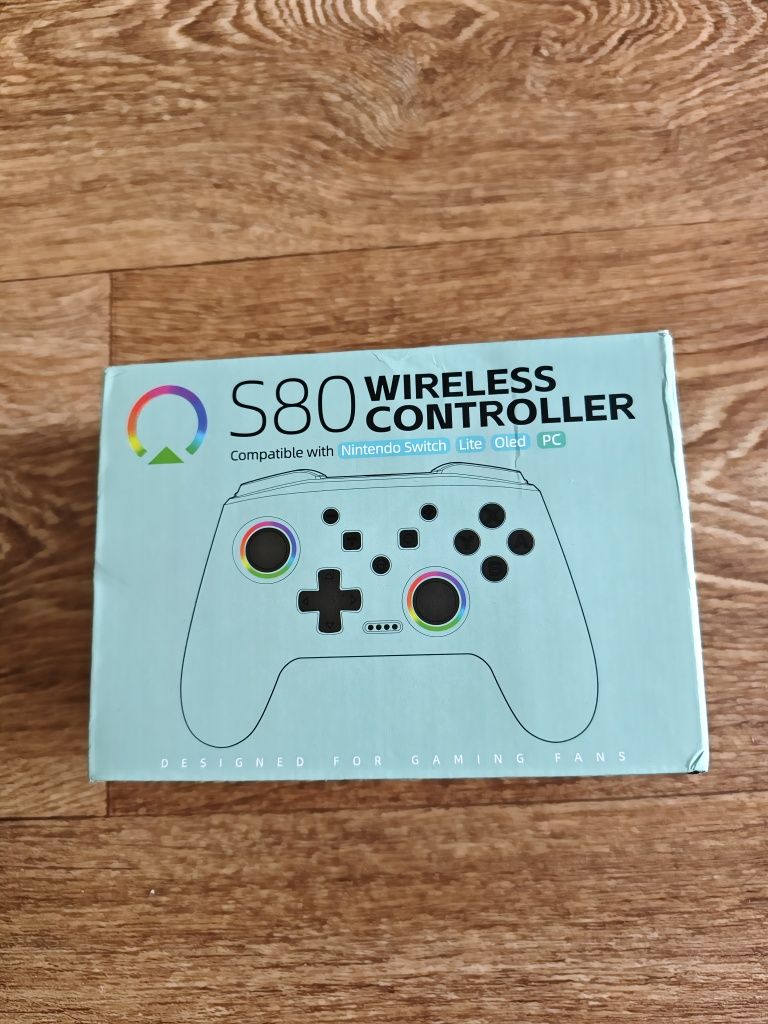 S80 WIRELESS
CONTROLLER
Compatible with Nintendo Switch Lite Oled PC
X
Y A
B
DESIGNED FOR GAMING FANS